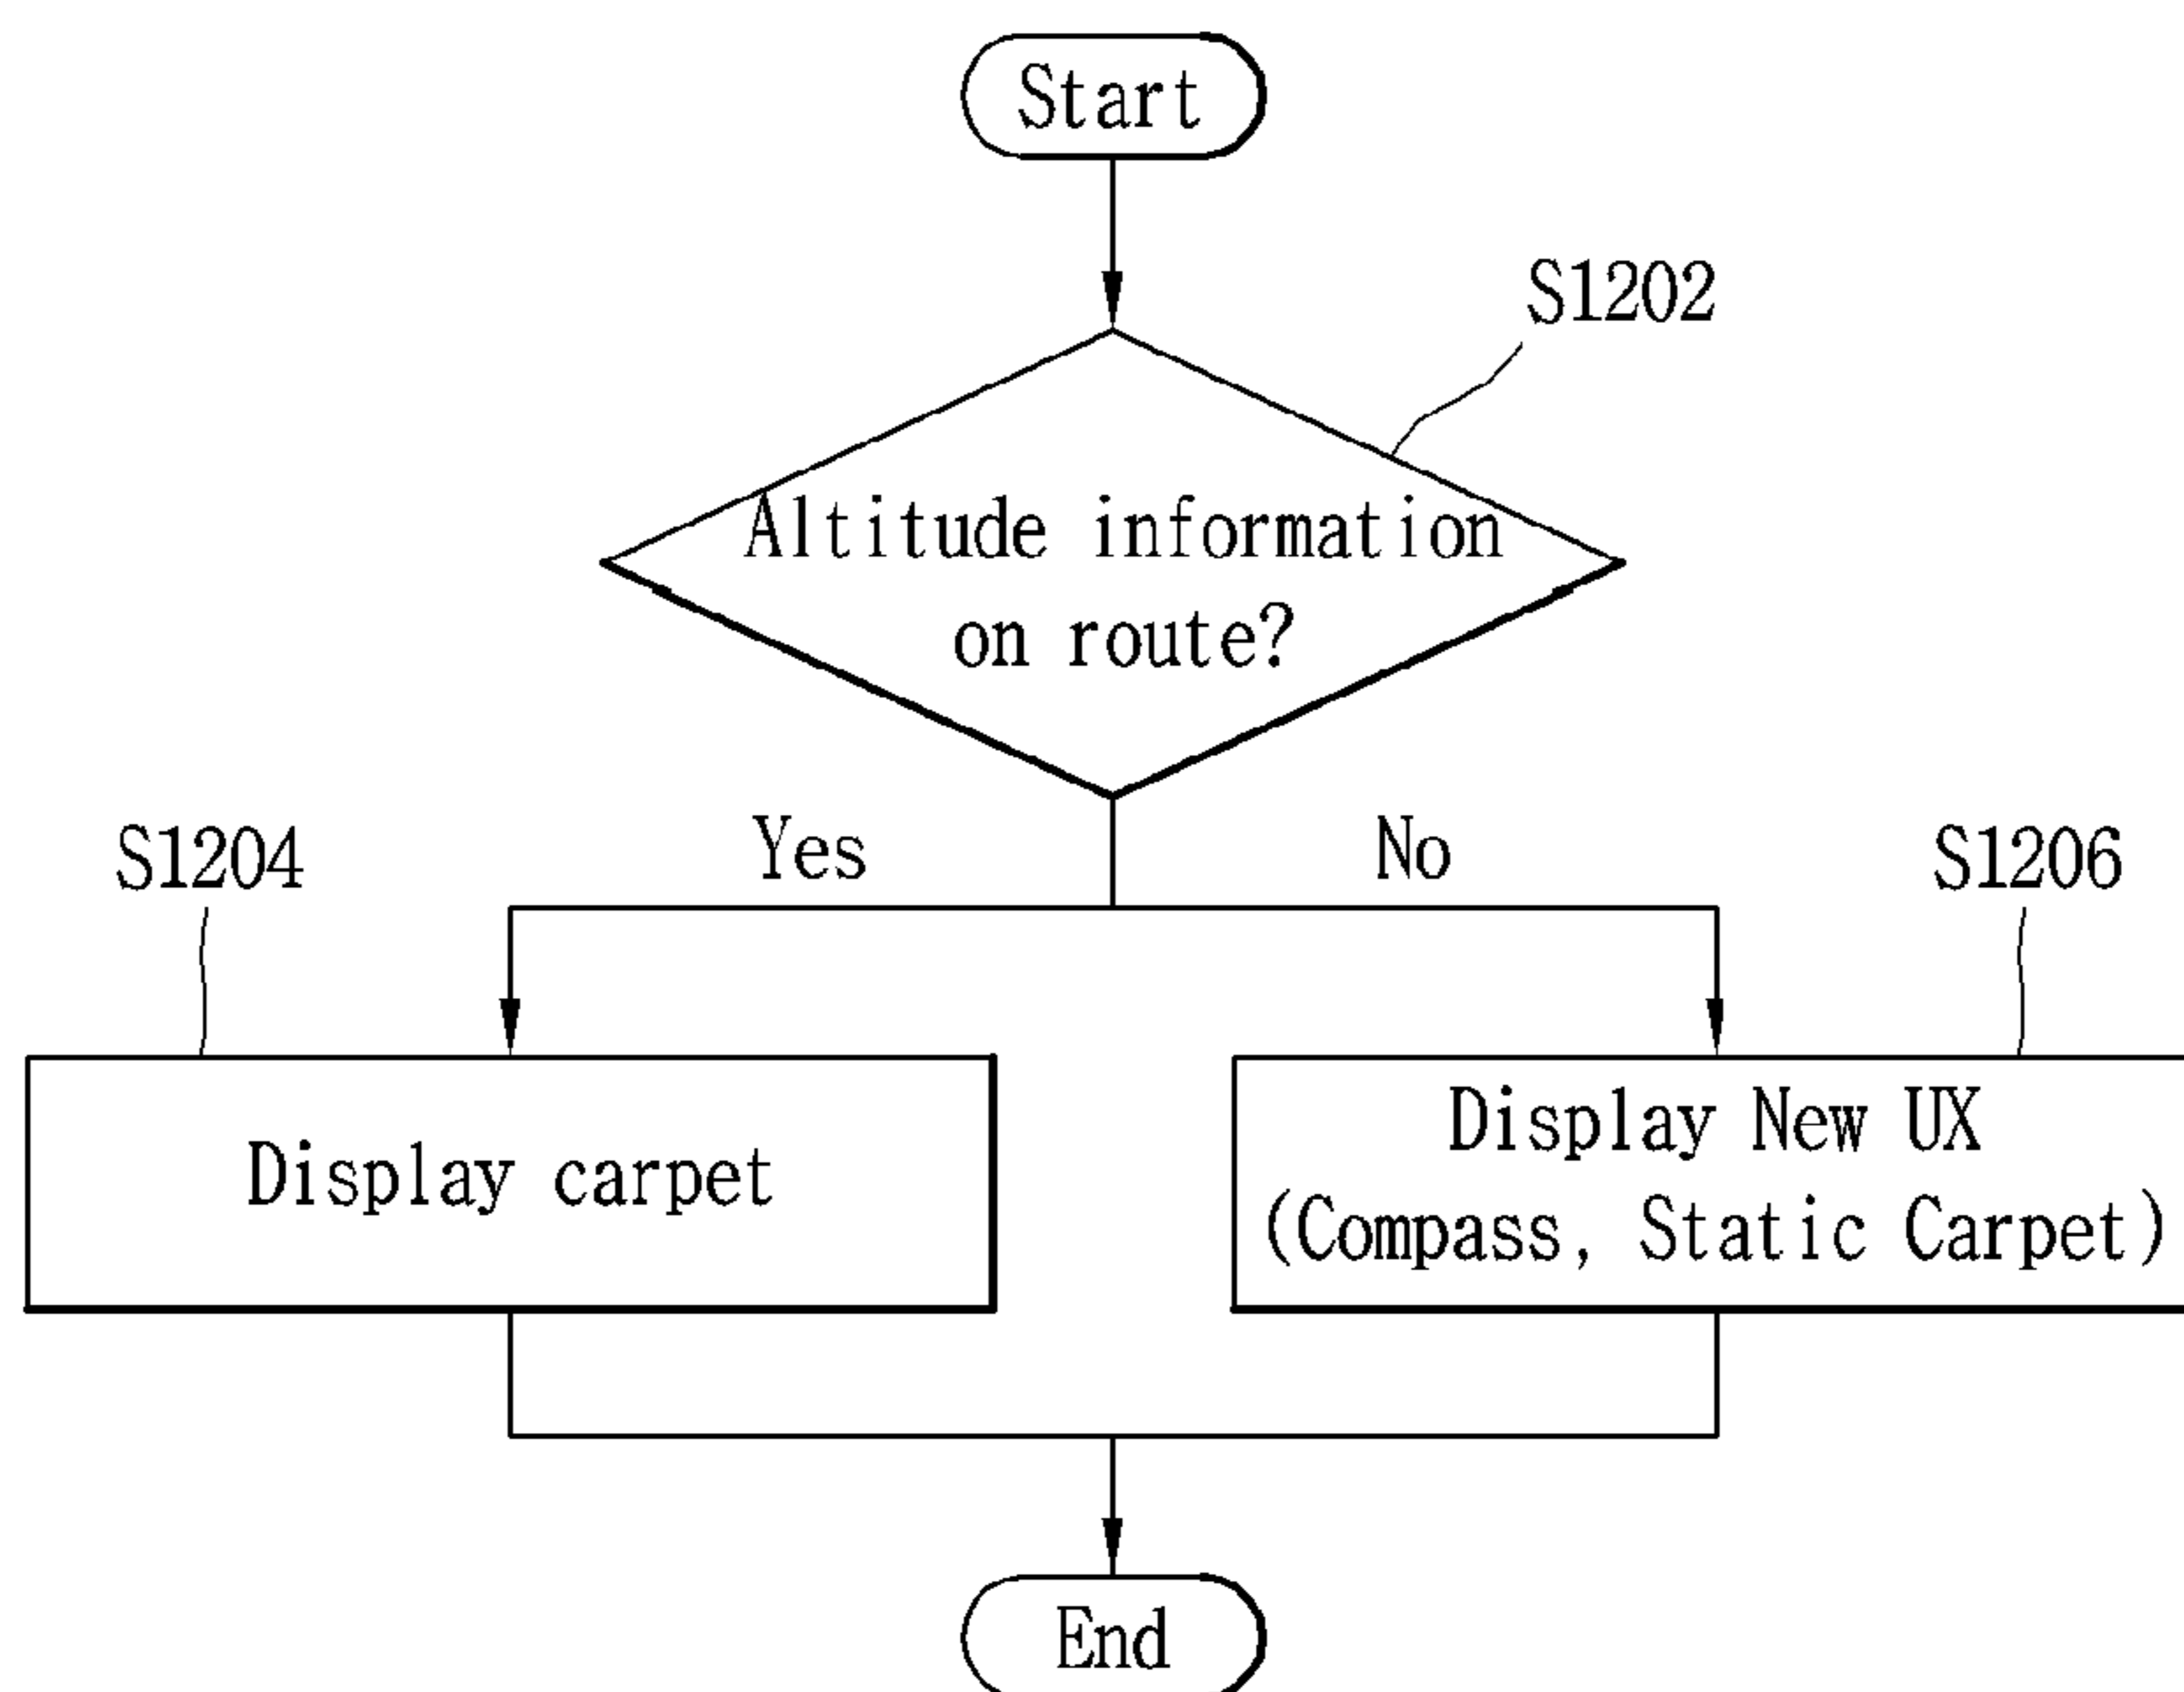 Start
S1202
Altitude information
on route?
Yes
No
S1204
S1206
Display carpet
Display New UX
(Compass, Static Carpet)
End